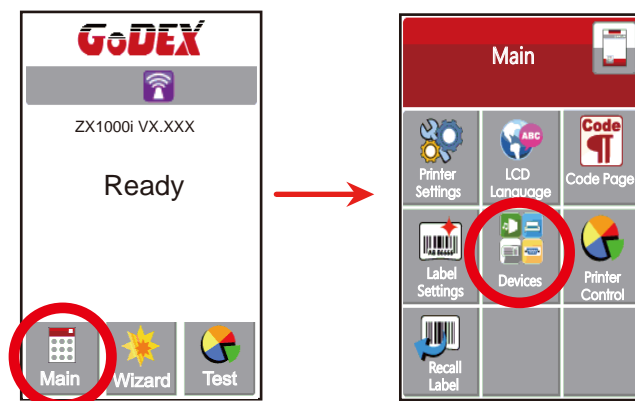 GoDEX
ZX1000i VX.XXX
Ready
Main
Wizard
Test
Main
Printer
Settings
ABC
LCD
Language
Code
Code Page
Label
Settings
Devices
Printer
Control
Recall
Label